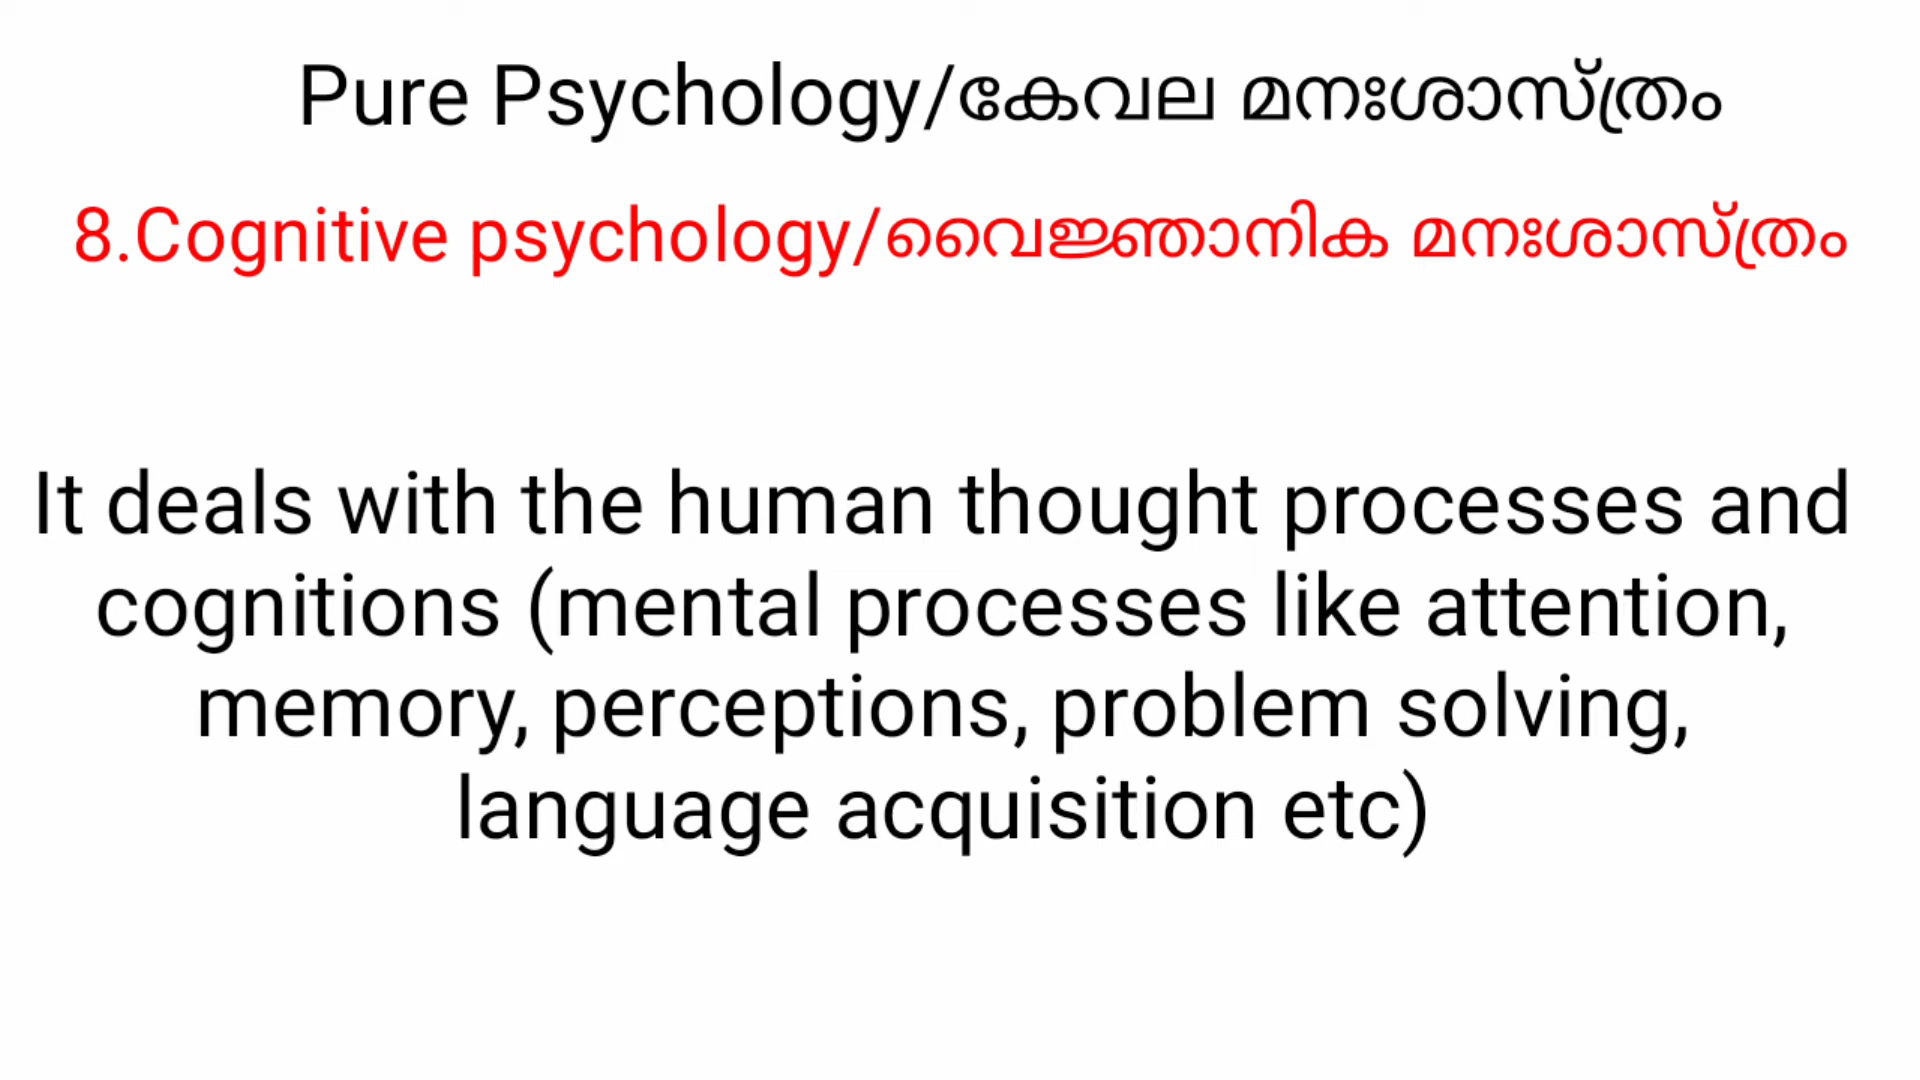 Pure Psychology/കേവല മനഃശാസ്ത്രം
8.Cognitive psychology/വൈജ്ഞാനിക മനഃശാസ്ത്രം
It deals with the human thought processes and
cognitions (mental processes like attention,
memory, perceptions, problem solving,
language acquisition etc)